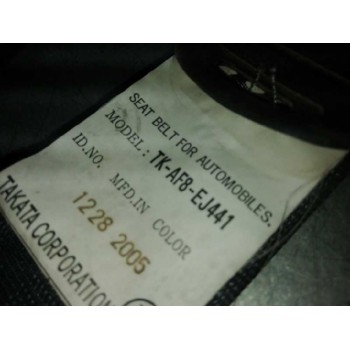 SEAT BELT FOR AUTOMOBILES.
MODEL: TK-AF8-EJ441
ID.NO. MFD.IN COLOR
1228 2005
TAKATA CORPORATION